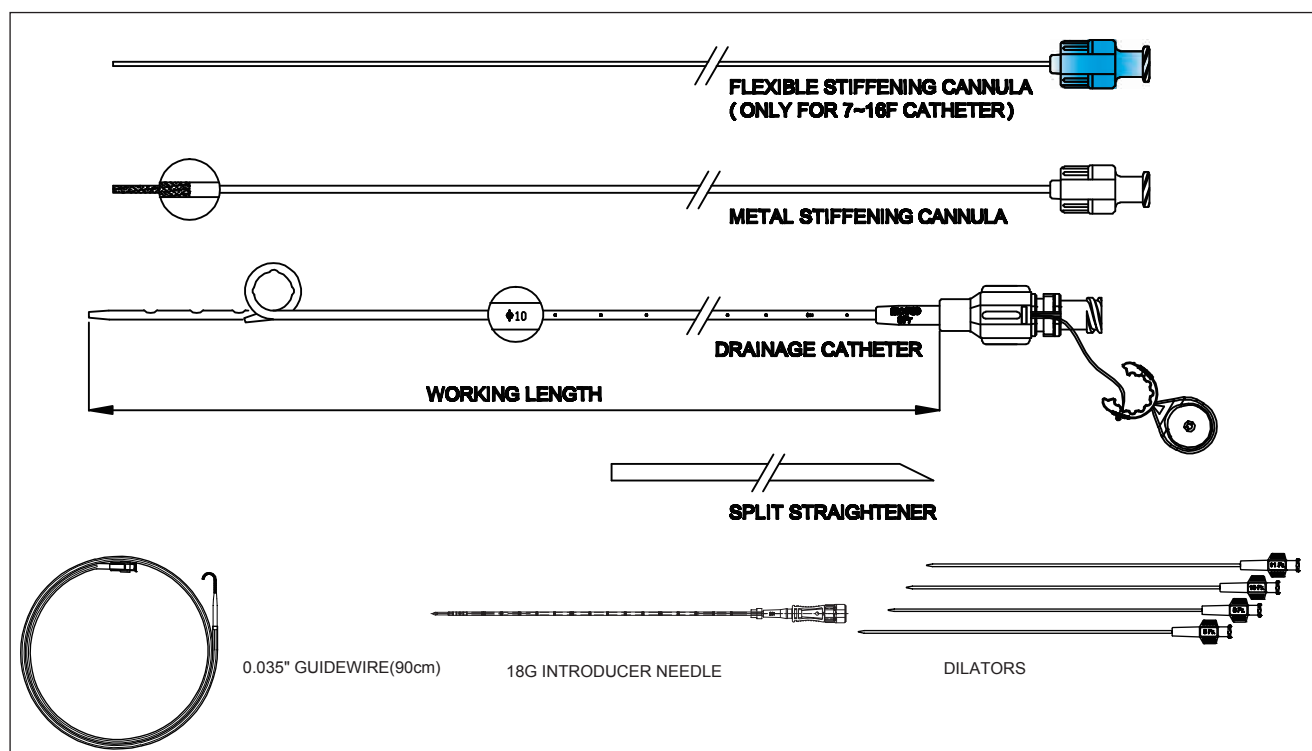 FLEXIBLE STIFFENING CANNULA
( ONLY FOR 7~16F CATHETER )
METAL STIFFENING CANNULA
10
DRAINAGE CATHETER
WORKING LENGTH
SPLIT STRAIGHTENER
0.035" GUIDEWIRE(90cm)
18G INTRODUCER NEEDLE
DILATORS